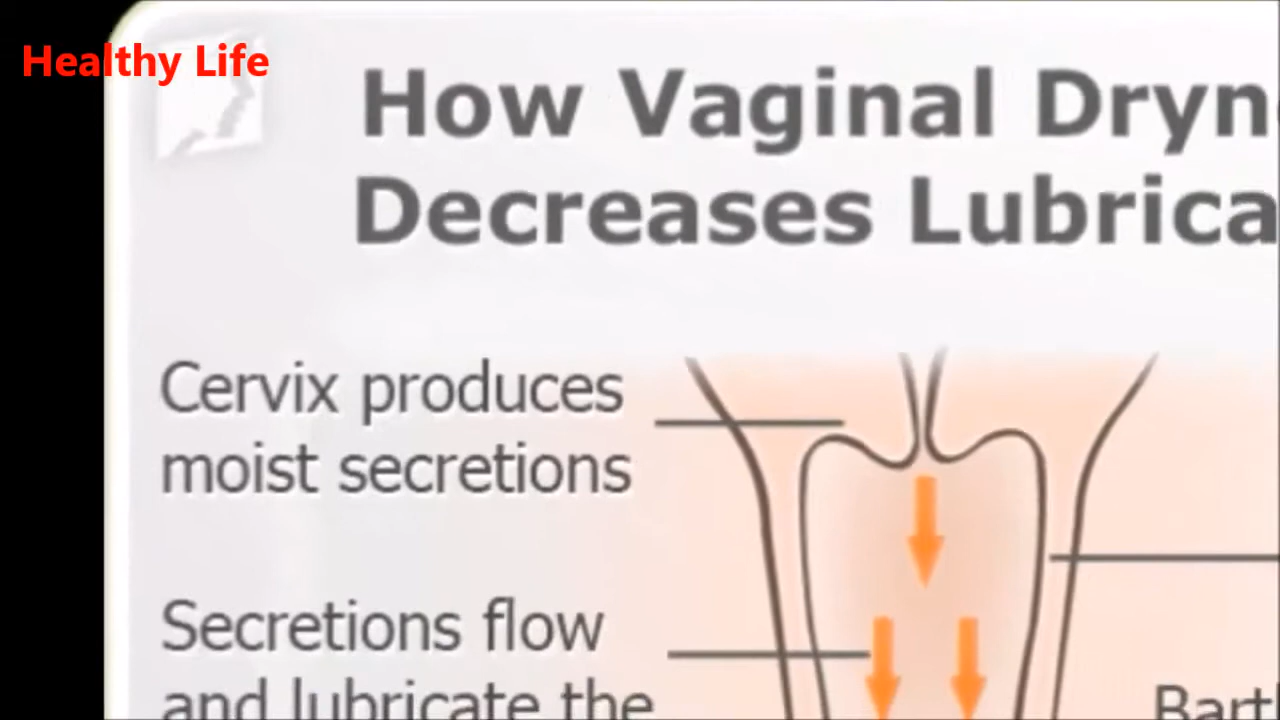 Healthy Life
How Vaginal Dryn
Decreases Lubrica
Cervix produces
moist secretions
Secretions flow
and lubricate the
Bart